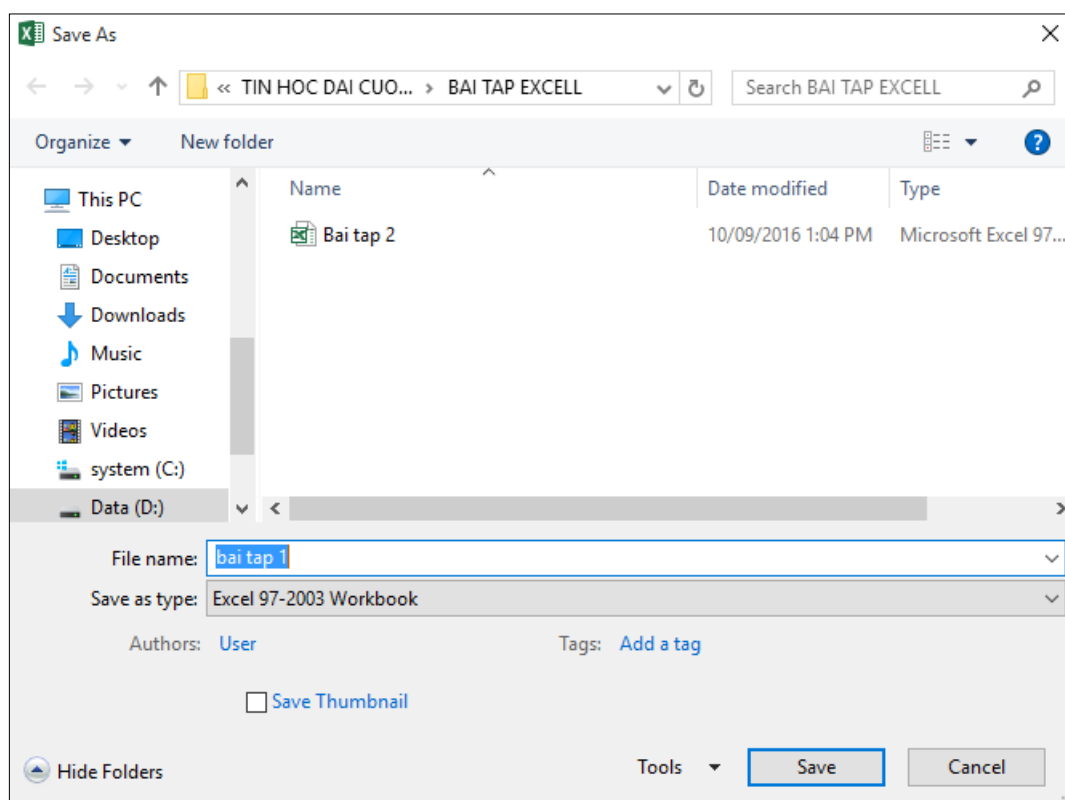 Save As
« TIN HOC DAI CUO... › BAI TAP EXCELL
Search BAI TAP EXCELL
Organize
New folder
?
This PC
Desktop
Documents
Downloads
Music
Pictures
Videos
system (C:)
Data (D:)
Name
Date modified
Type
Bai tap 2
10/09/2016 1:04 PM
Microsoft Excel 97...
File name: bai tap 1
Save as type: Excel 97-2003 Workbook
Authors: User
Tags: Add a tag
Save Thumbnail
Hide Folders
Tools
Save
Cancel